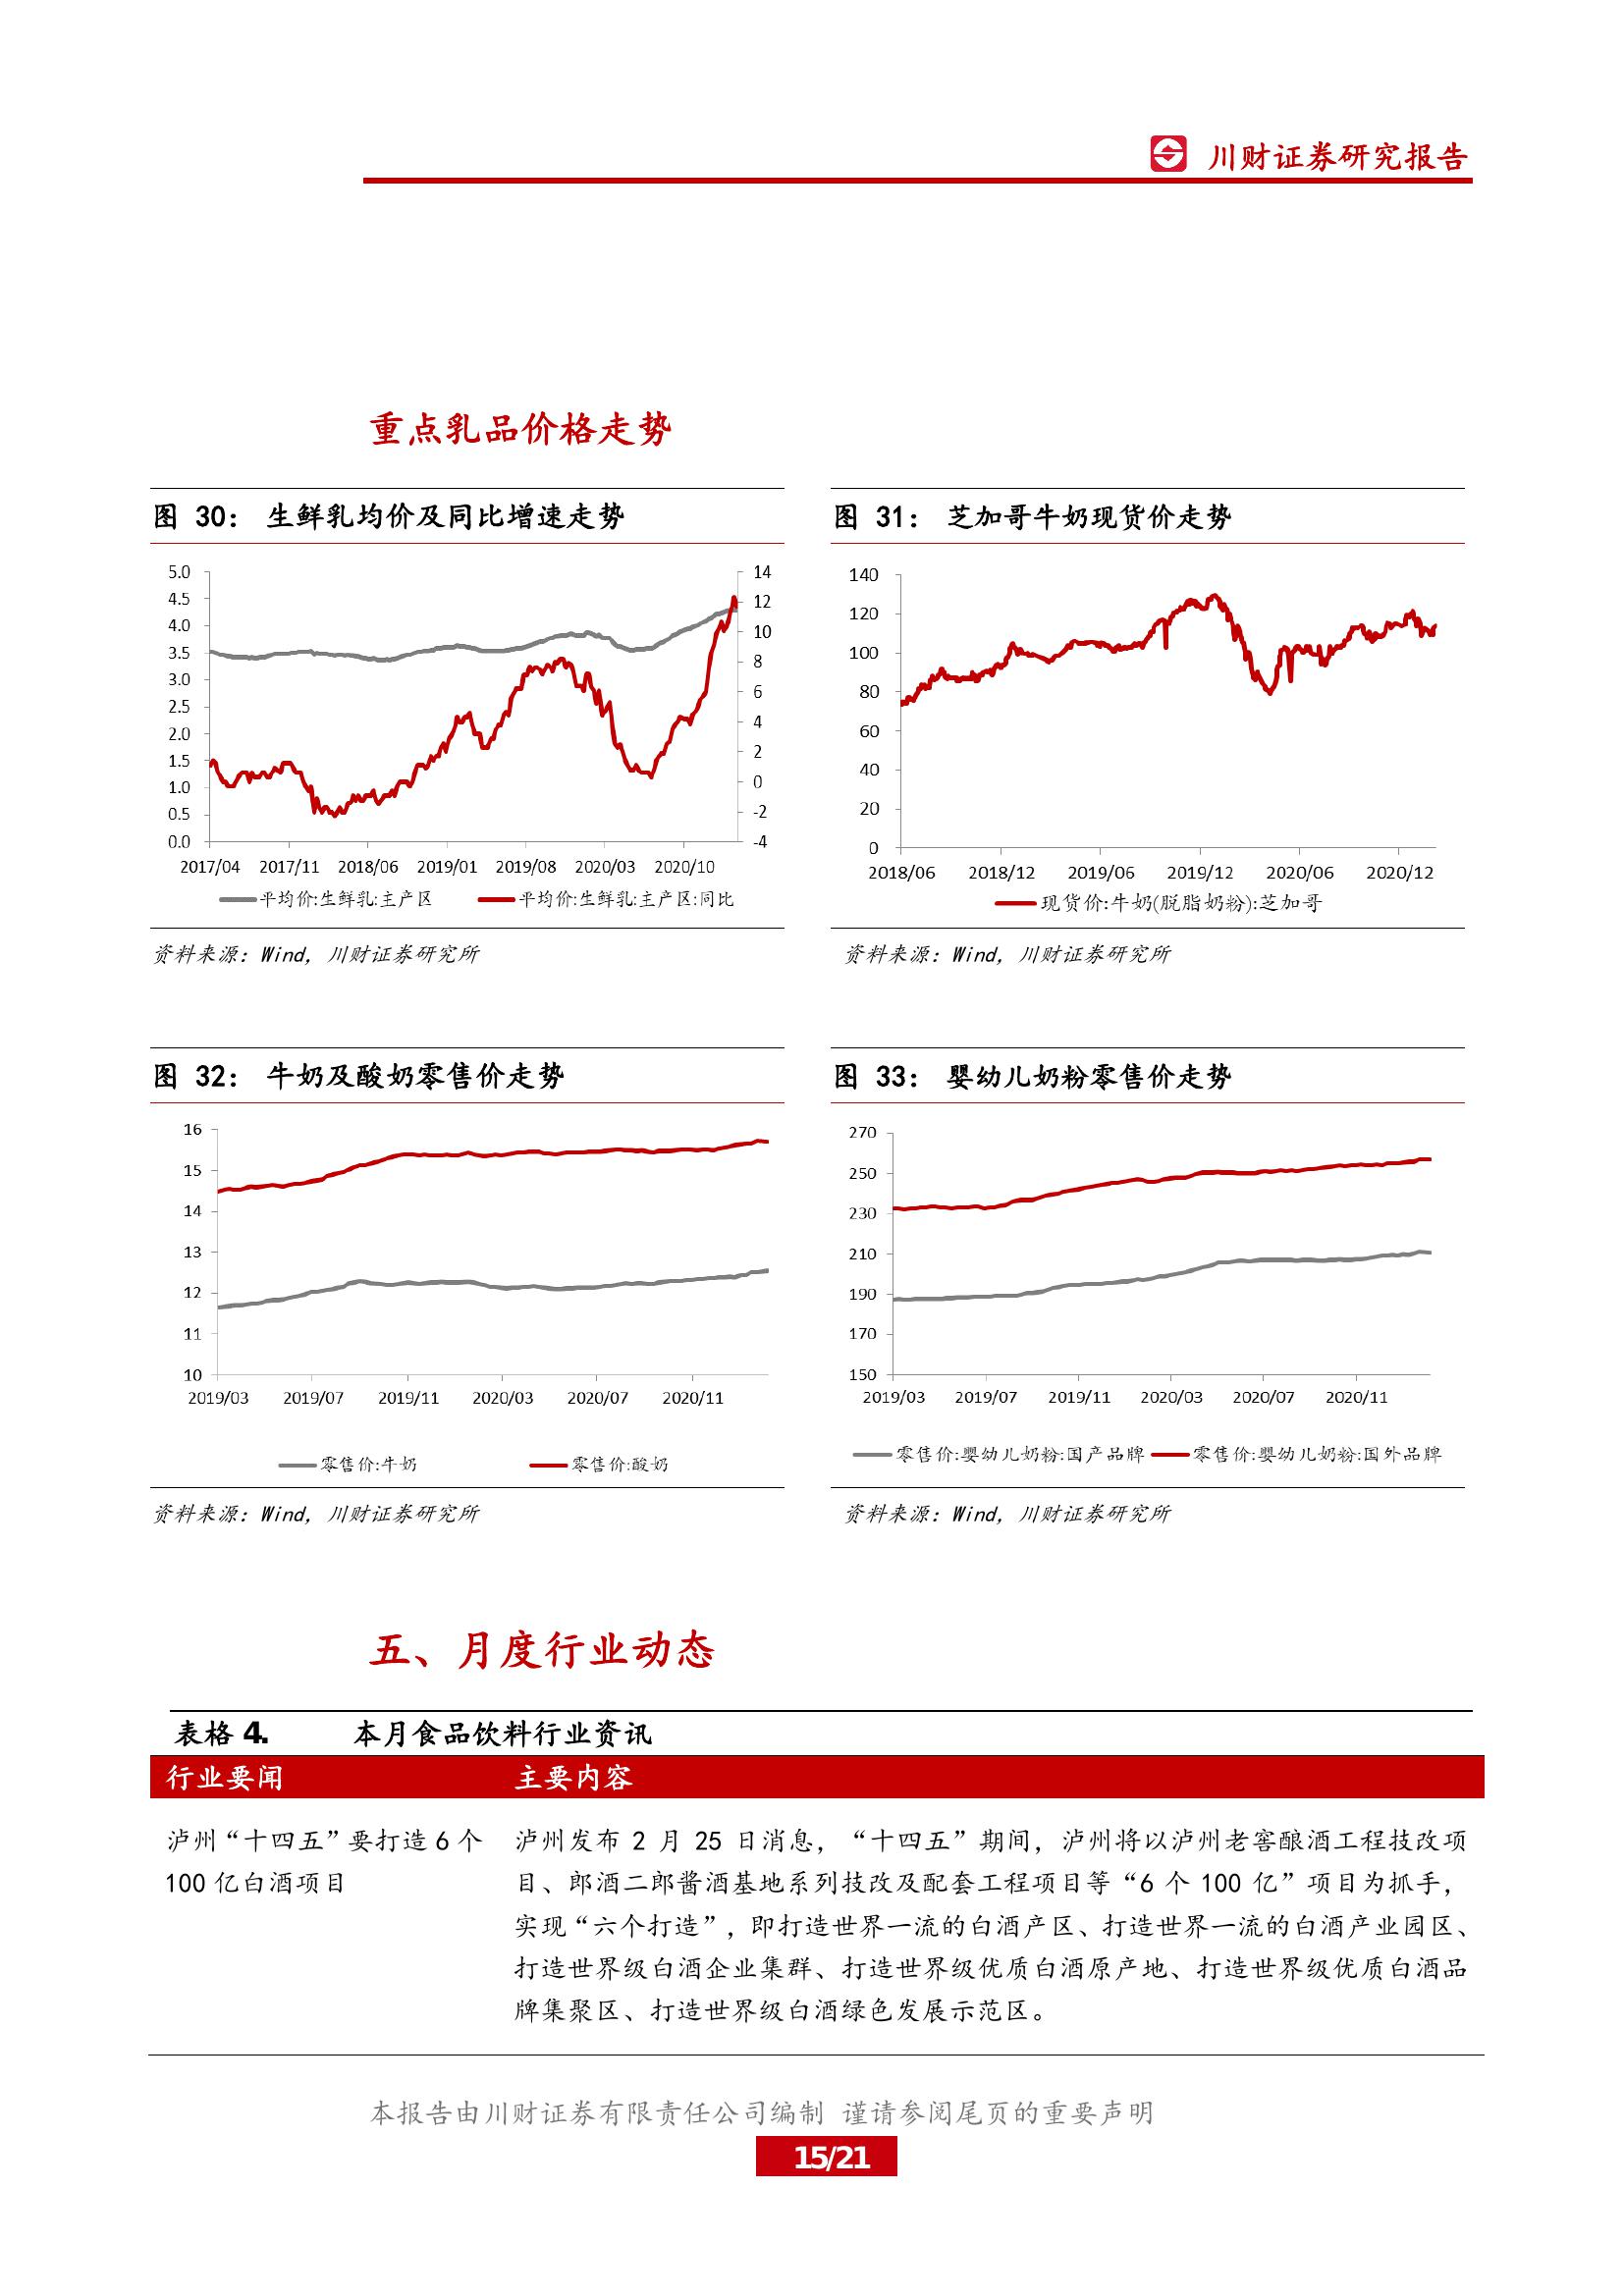 川财证券研究报告
重点乳品价格走势
图 30： 生鲜乳均价及同比增速走势
5.0
4.5
4.0
3.5
3.0
2.5
2.0
1.5
1.0
0.5
0.0
14
12
10
8
6
4
2
0
-2
-4
2017/04 2017/11 2018/06 2019/01 2019/08 2020/03 2020/10
平均价:生鲜乳:主产区 平均价:生鲜乳:主产区:同比
资料来源：Wind，川财证券研究所
图 31： 芝加哥牛奶现货价走势
140
120
100
80
60
40
20
0
2018/06 2018/12 2019/06 2019/12 2020/06 2020/12
现货价:牛奶(脱脂奶粉):芝加哥
资料来源：Wind，川财证券研究所
图 32： 牛奶及酸奶零售价走势
16
15
14
13
12
11
10
2019/03 2019/07 2019/11 2020/03 2020/07 2020/11
零售价:牛奶 零售价:酸奶
资料来源：Wind，川财证券研究所
图 33： 婴幼儿奶粉零售价走势
270
250
230
210
190
170
150
2019/03 2019/07 2019/11 2020/03 2020/07 2020/11
零售价:婴幼儿奶粉:国产品牌 零售价:婴幼儿奶粉:国外品牌
资料来源：Wind，川财证券研究所
五、月度行业动态
表格 4. 本月食品饮料行业资讯
行业要闻 主要内容
泸州“十四五”要打造 6 个
100 亿白酒项目
泸州发布 2 月 25 日消息，“十四五”期间，泸州将以泸州老窖酿酒工程技改项
目、郎酒二郎酱酒基地系列技改及配套工程项目等“6 个 100 亿”项目为抓手，
实现“六个打造”，即打造世界一流的白酒产区、打造世界一流的白酒产业园区、
打造世界级白酒企业集群、打造世界级优质白酒原产地、打造世界级优质白酒品
牌集聚区、打造世界级白酒绿色发展示范区。
本报告由川财证券有限责任公司编制 谨请参阅尾页的重要声明
15/21